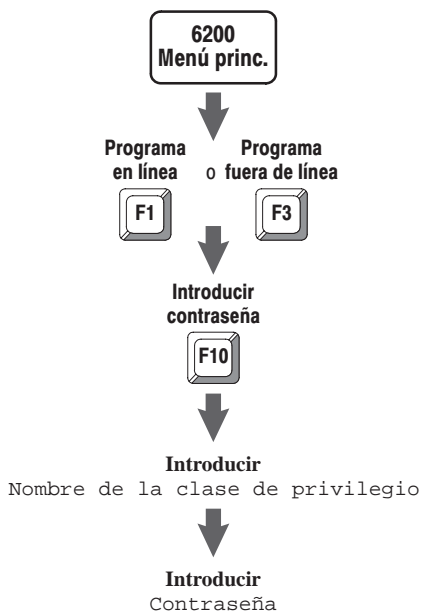 6200
Menú princ.
Programa
en línea
o
Programa
fuera de línea
F1
F3
Introducir
contraseña
F10
Introducir
Nombre de la clase de privilegio
Introducir
Contraseña